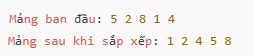 Mảng ban đầu: 5 2 8 1 4
Mảng sau khi sắp xếp: 1 2 4 5 8